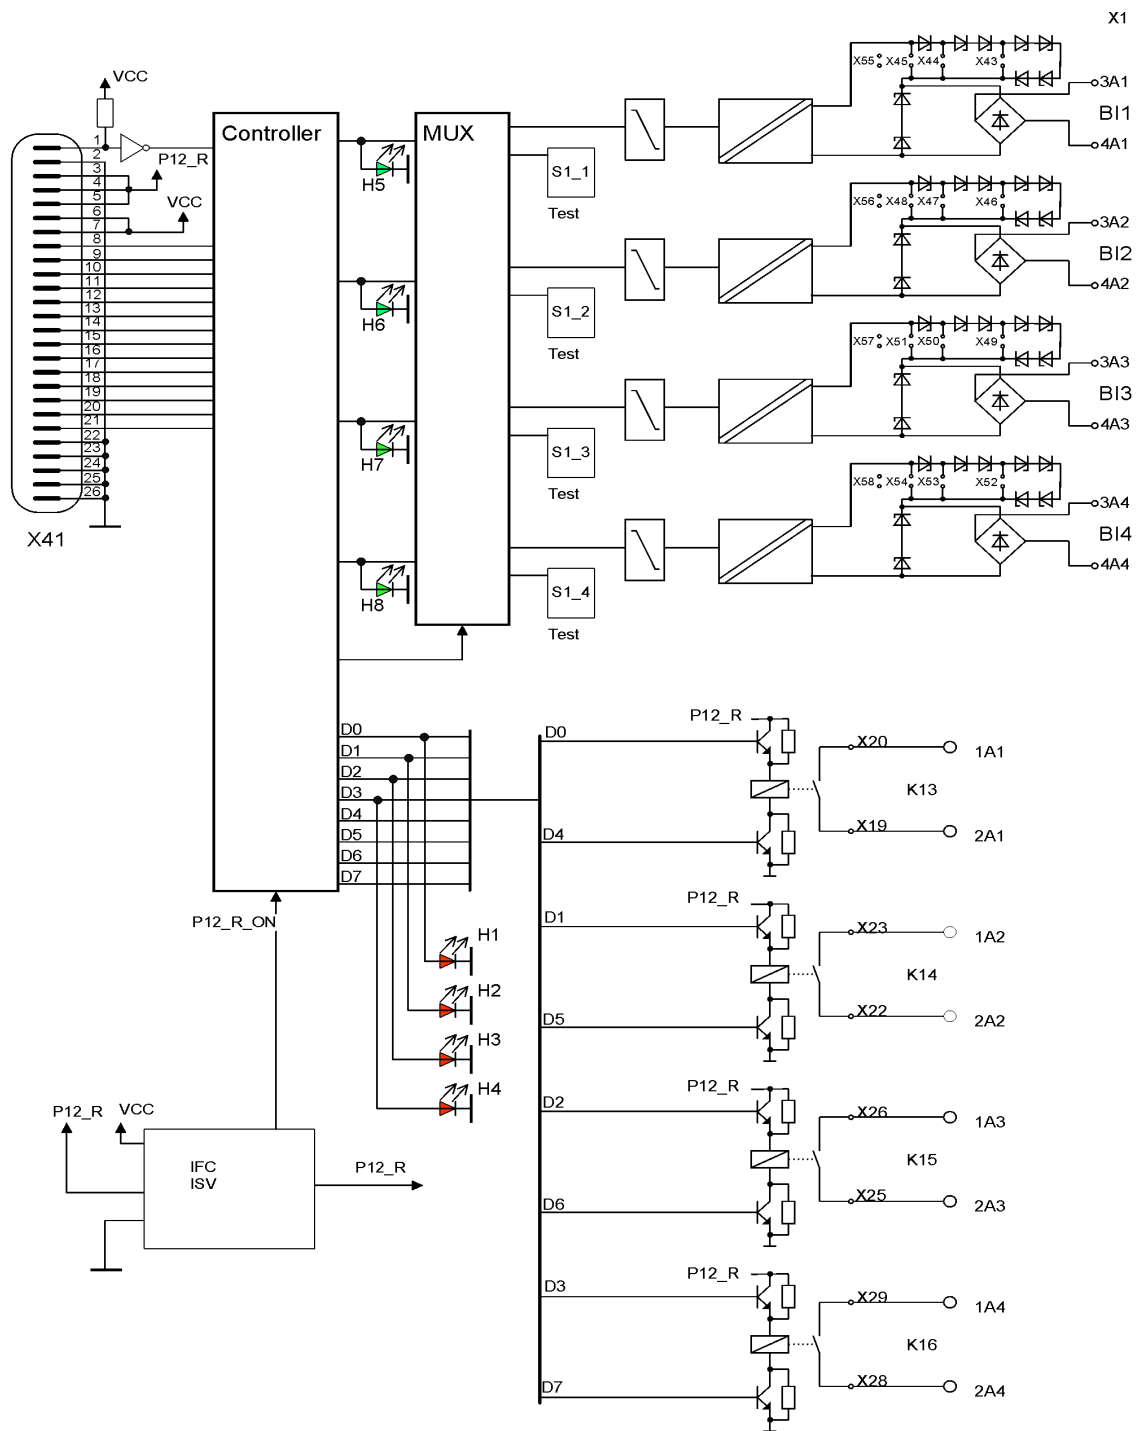 X1
VCC
Controller
MUX
1
2
3
4
5
6
7
8
9
10
11
12
13
14
15
16
17
18
19
20
21
22
23
24
25
26
P12_R
VCC
X41
H5
H6
H7
H8
S1_1
Test
S1_2
Test
S1_3
Test
S1_4
Test
X55 X45 X44 X43
3A1
BI1
4A1
X56 X48 X47 X46
3A2
BI2
4A2
X57 X51 X50 X49
3A3
BI3
4A3
X58 X54 X53 X52
3A4
BI4
4A4
D0
D1
D2
D3
D4
D5
D6
D7
P12_R_ON
H1
H2
H3
H4
P12_R VCC
IFC
ISV
P12_R
D0
P12_R
X20
1A1
K13
D4
X19
2A1
D1
P12_R
X23
1A2
K14
D5
X22
2A2
D2
P12_R
X26
1A3
K15
D6
X25
2A3
D3
P12_R
X29
1A4
K16
D7
X28
2A4